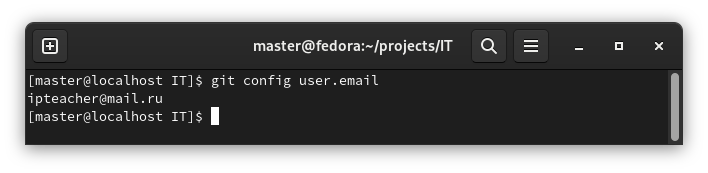 master@fedora:~/projects/IT
[master@localhost IT]$ git config user.email
ipteacher@mail.ru
[master@localhost IT]$